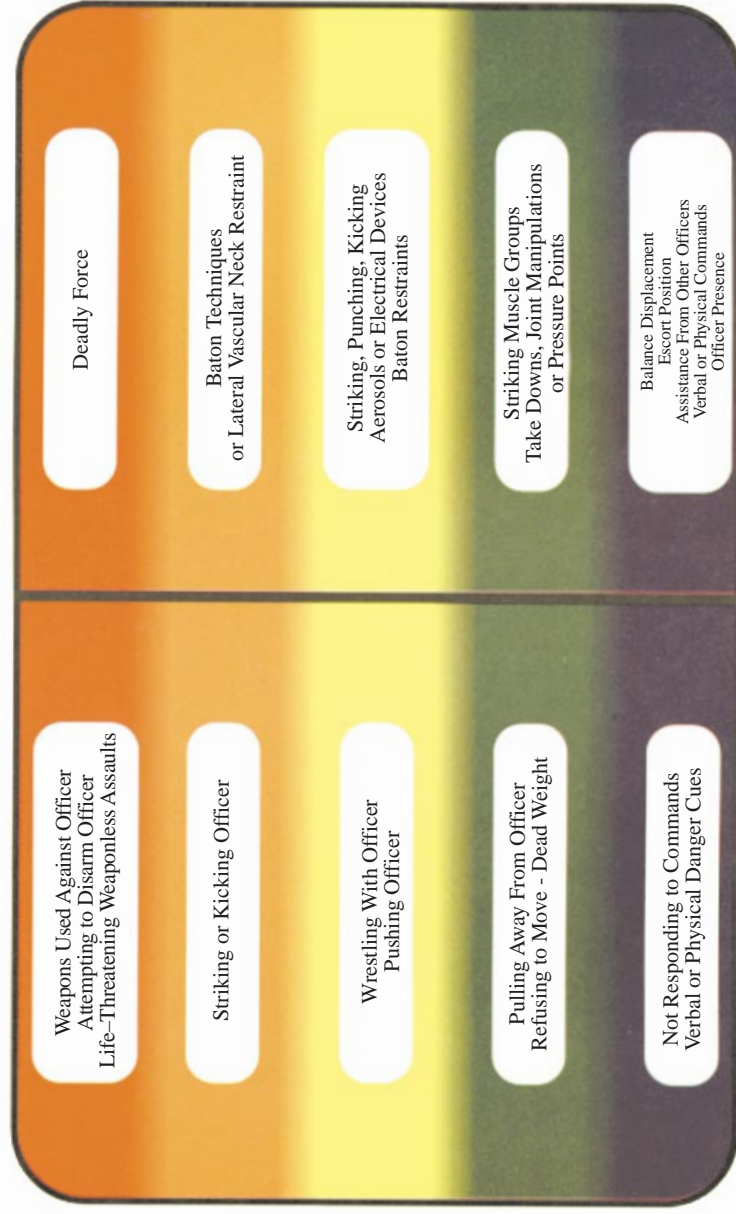 Weapons Used Against Officer
Attempting to Disarm Officer
Life–Threatening Weaponless Assaults
Deadly Force
Striking or Kicking Officer
Baton Techniques
or Lateral Vascular Neck Restraint
Wrestling With Officer
Pushing Officer
Striking, Punching, Kicking
Aerosols or Electrical Devices
Baton Restraints
Pulling Away From Officer
Refusing to Move - Dead Weight
Striking Muscle Groups
Take Downs, Joint Manipulations
or Pressure Points
Not Responding to Commands
Verbal or Physical Danger Cues
Balance Displacement
Escort Position
Assistance From Other Officers
Verbal or Physical Commands
Officer Presence